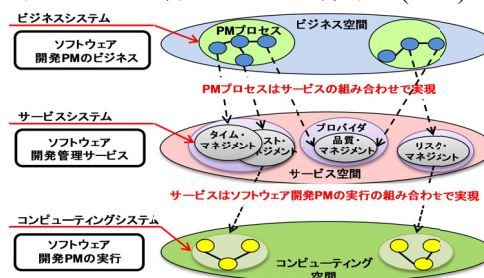 ビジネスシステム
ソフトウェア
開発PMのビジネス
ビジネス空間
PMプロセス
PMプロセスはサービスの組み合わせで実現
サービスシステム
ソフトウェア
開発管理サービス
タイム・
マネジメント
スト・
ネジメント
プロバイダ
品質・
マネジメント
リスク・
マネジメント
サービス空間
サービスはソフトウェア開発PMの実行の組み合わせで実現
コンピューティングシステム
ソフトウェア
開発PMの実行
コンピューティング
空間